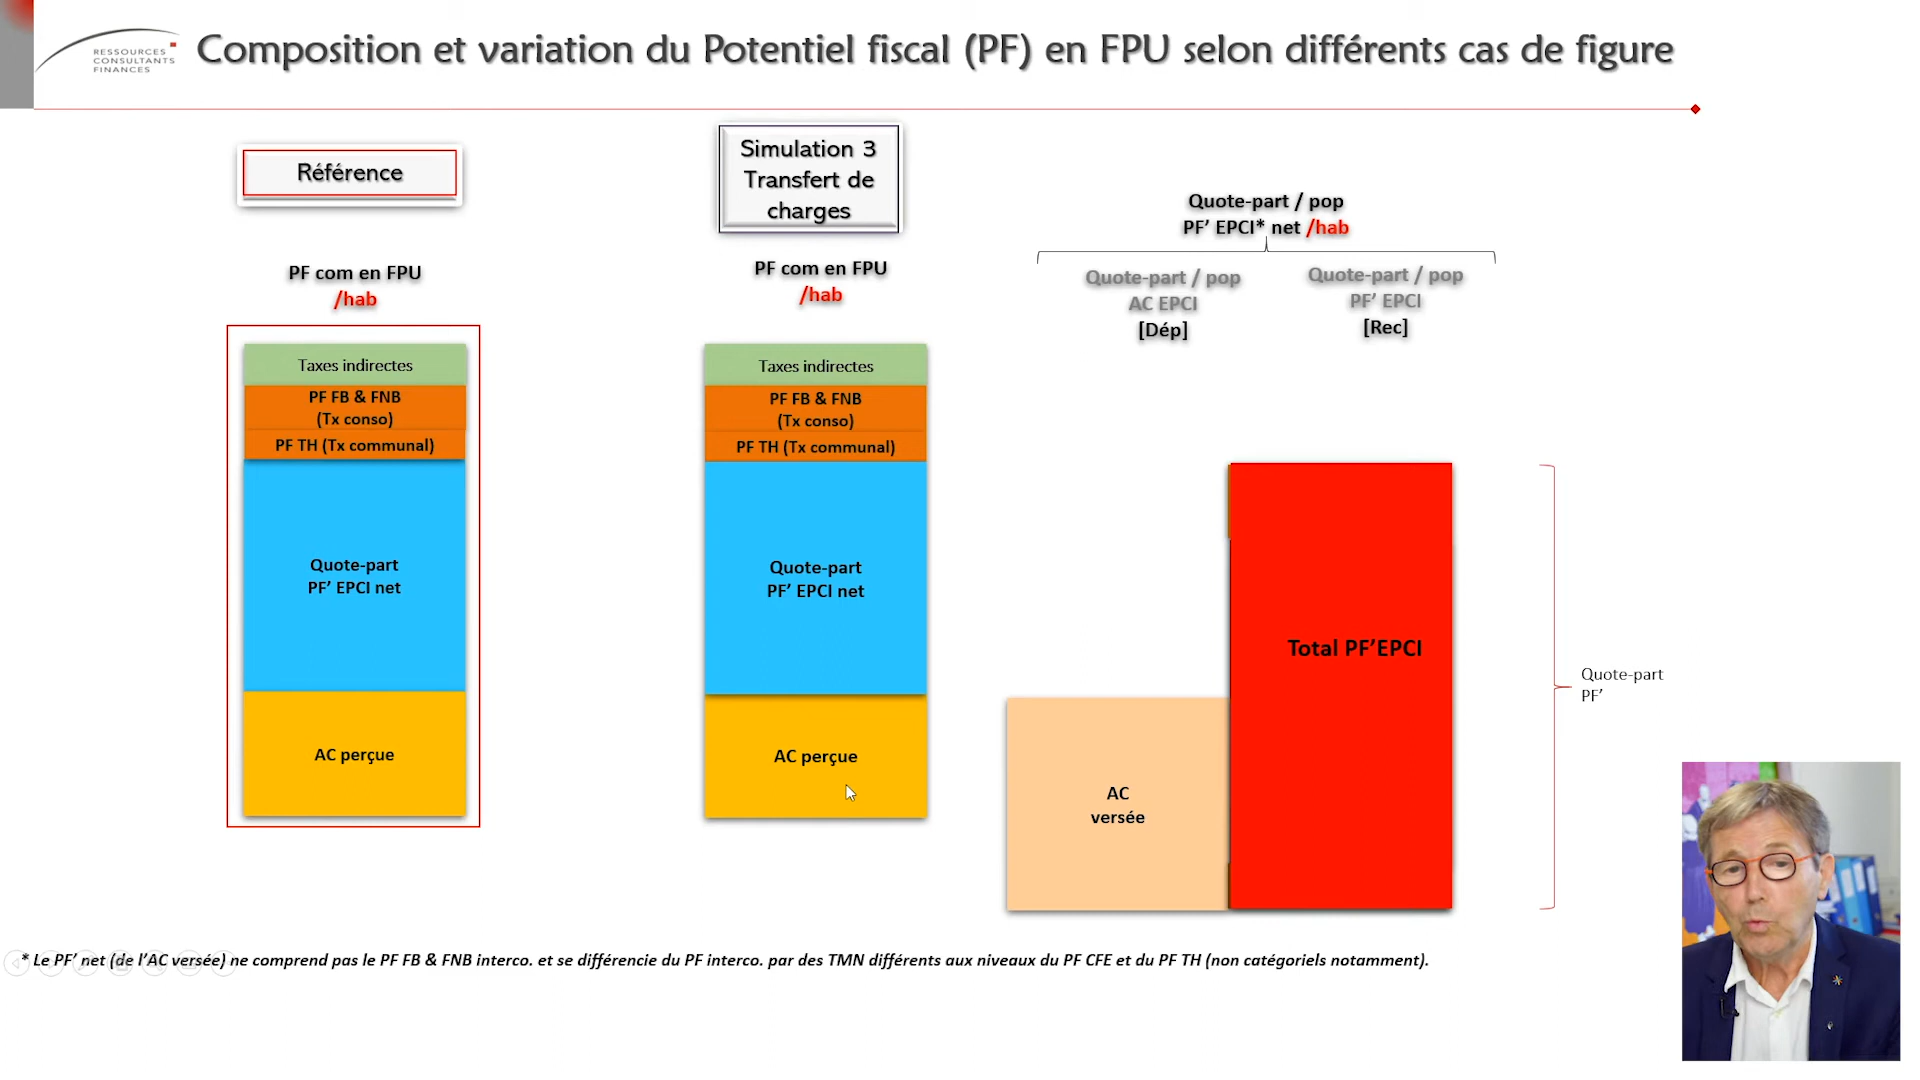 RESSOURCES
CONSULTANTS
FINANCES
Composition et variation du Potentiel fiscal (PF) en FPU selon différents cas de figure
Référence
PF com en FPU
/hab
Taxes indirectes
PF FB & FNB
(Tx conso)
PF TH (Tx communal)
Quote-part
PF’ EPCI net
AC perçue
Simulation 3
Transfert de
charges
PF com en FPU
/hab
Taxes indirectes
PF FB & FNB
(Tx conso)
PF TH (Tx communal)
Quote-part
PF’ EPCI net
AC perçue
Quote-part / pop
PF’ EPCI* net /hab
Quote-part / pop
AC EPCI
[Dép]
Quote-part / pop
PF’ EPCI
[Rec]
AC
versée
Total PF’EPCI
Quote-part
PF’
* Le PF’ net (de l’AC versée) ne comprend pas le PF FB & FNB interco. et se différencie du PF interco. par des TMN différents aux niveaux du PF CFE et du PF TH (non catégoriels notamment).